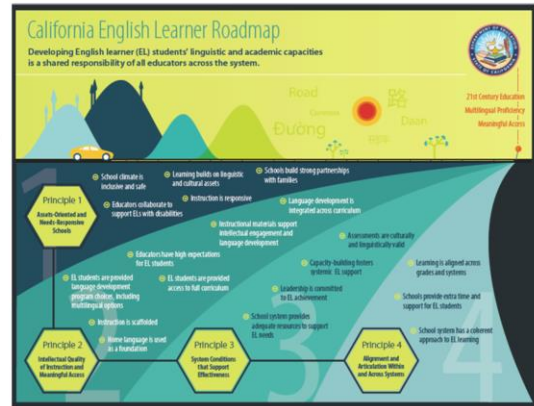 California English Learner Roadmap
Developing English learner (EL) students' linguistic and academic capacities
is a shared responsibility of all educators across the system.
Road
Carretera
Đường
Daan
21st Century Education
Multilingual Proficiency
Meaningful Access
1
Principle 1
Assets-Oriented and
Needs-Responsive
Schools
School climate is
inclusive and safe
Learning builds on linguistic
and cultural assets
Schools build strong partnerships
with families
Educators collaborate to
support ELs with disabilities
Instruction is responsive
Language development is
integrated across curriculum
Instructional materials support
intellectual engagement and
language development
Assessments are culturally
and linguistically valid
Educators have high expectations
for EL students
Capacity-building fosters
systemic EL support
Learning is aligned across
grades and systems
EL students are provided
language development
program choices, including
multilingual options
EL students are provided
access to full curriculum
Leadership is committed
to EL achievement
Schools provide extra time and
support for EL students
Instruction is scaffolded
School system provides
adequate resources to support
EL needs
School system has a coherent
approach to EL learning
Home language is used
as a foundation
2
Principle 2
Intellectual Quality
of Instruction and
Meaningful Access
3
Principle 3
System Conditions
that Support
Effectiveness
4
Principle 4
Alignment and
Articulation Within
and Across Systems